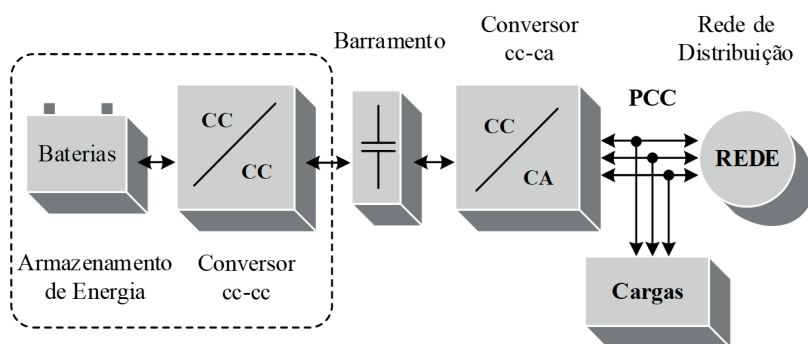 Barramento
Conversor
cc-ca
Rede de
Distribuição
PCC
Baterias
CC
CC
CC
CA
REDE
Armazenamento
de Energia
Conversor
cc-cc
Cargas